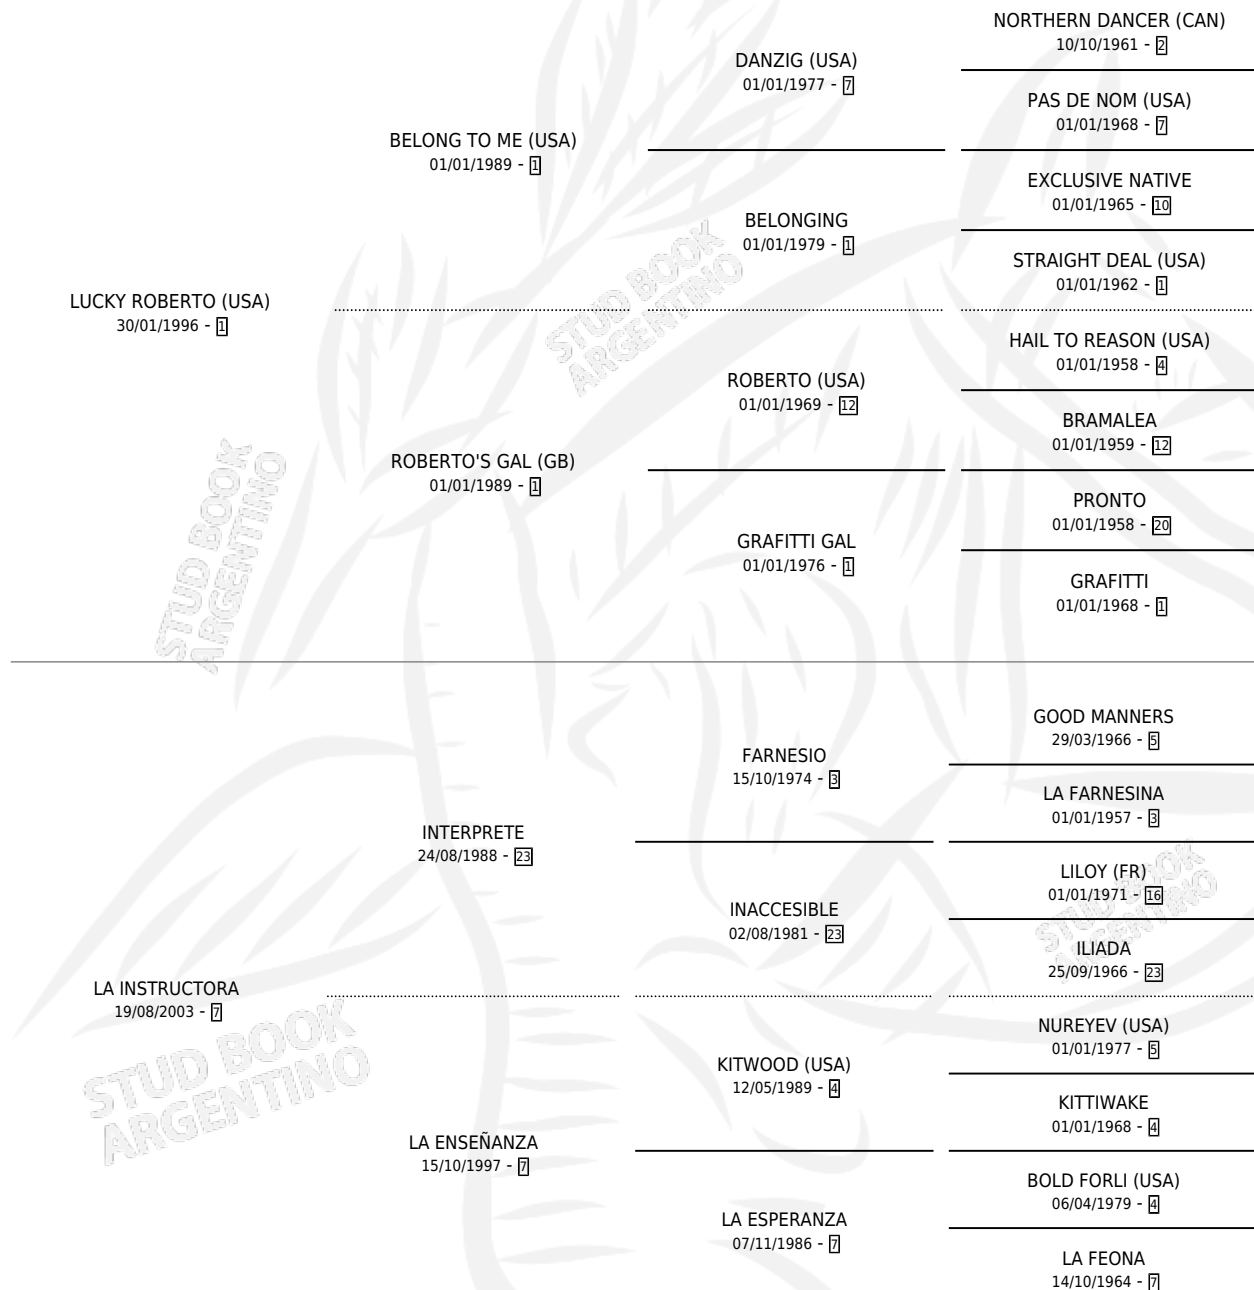 NORTHERN DANCER (CAN)
10/10/1961 - 2
DANZIG (USA)
01/01/1977 - 7
PAS DE NOM (USA)
01/01/1968 - 7
BELONG TO ME (USA)
01/01/1989 - 1
EXCLUSIVE NATIVE
01/01/1965 - 10
BELONGING
01/01/1979 - 1
STRAIGHT DEAL (USA)
01/01/1962 - 1
LUCKY ROBERTO (USA)
30/01/1996 - 1
HAIL TO REASON (USA)
01/01/1958 - 4
ROBERTO (USA)
01/01/1969 - 12
BRAMALEA
01/01/1959 - 12
ROBERTO'S GAL (GB)
01/01/1989 - 1
PRONTO
01/01/1958 - 20
GRAFITTI GAL
01/01/1976 - 1
GRAFITTI
01/01/1968 - 1
GOOD MANNERS
29/03/1966 - 5
FARNESIO
15/10/1974 - 3
LA FARNESINA
01/01/1957 - 3
INTERPRETE
24/08/1988 - 23
LILOY (FR)
01/01/1971 - 16
INACCESIBLE
02/08/1981 - 23
ILIADA
25/09/1966 - 23
LA INSTRUCTORA
19/08/2003 - 7
NUREYEV (USA)
01/01/1977 - 5
KITWOOD (USA)
12/05/1989 - 4
KITTIWAKE
01/01/1968 - 4
LA ENSEÑANZA
15/10/1997 - 7
BOLD FORLI (USA)
06/04/1979 - 4
LA ESPERANZA
07/11/1986 - 7
LA FEONA
14/10/1964 - 7
STUD BOOK
ARGENTINO
STUD BOOK
ARGENTINO
STUD BOOK
ARGENTINO
STUD BOOK
ARGENTINO